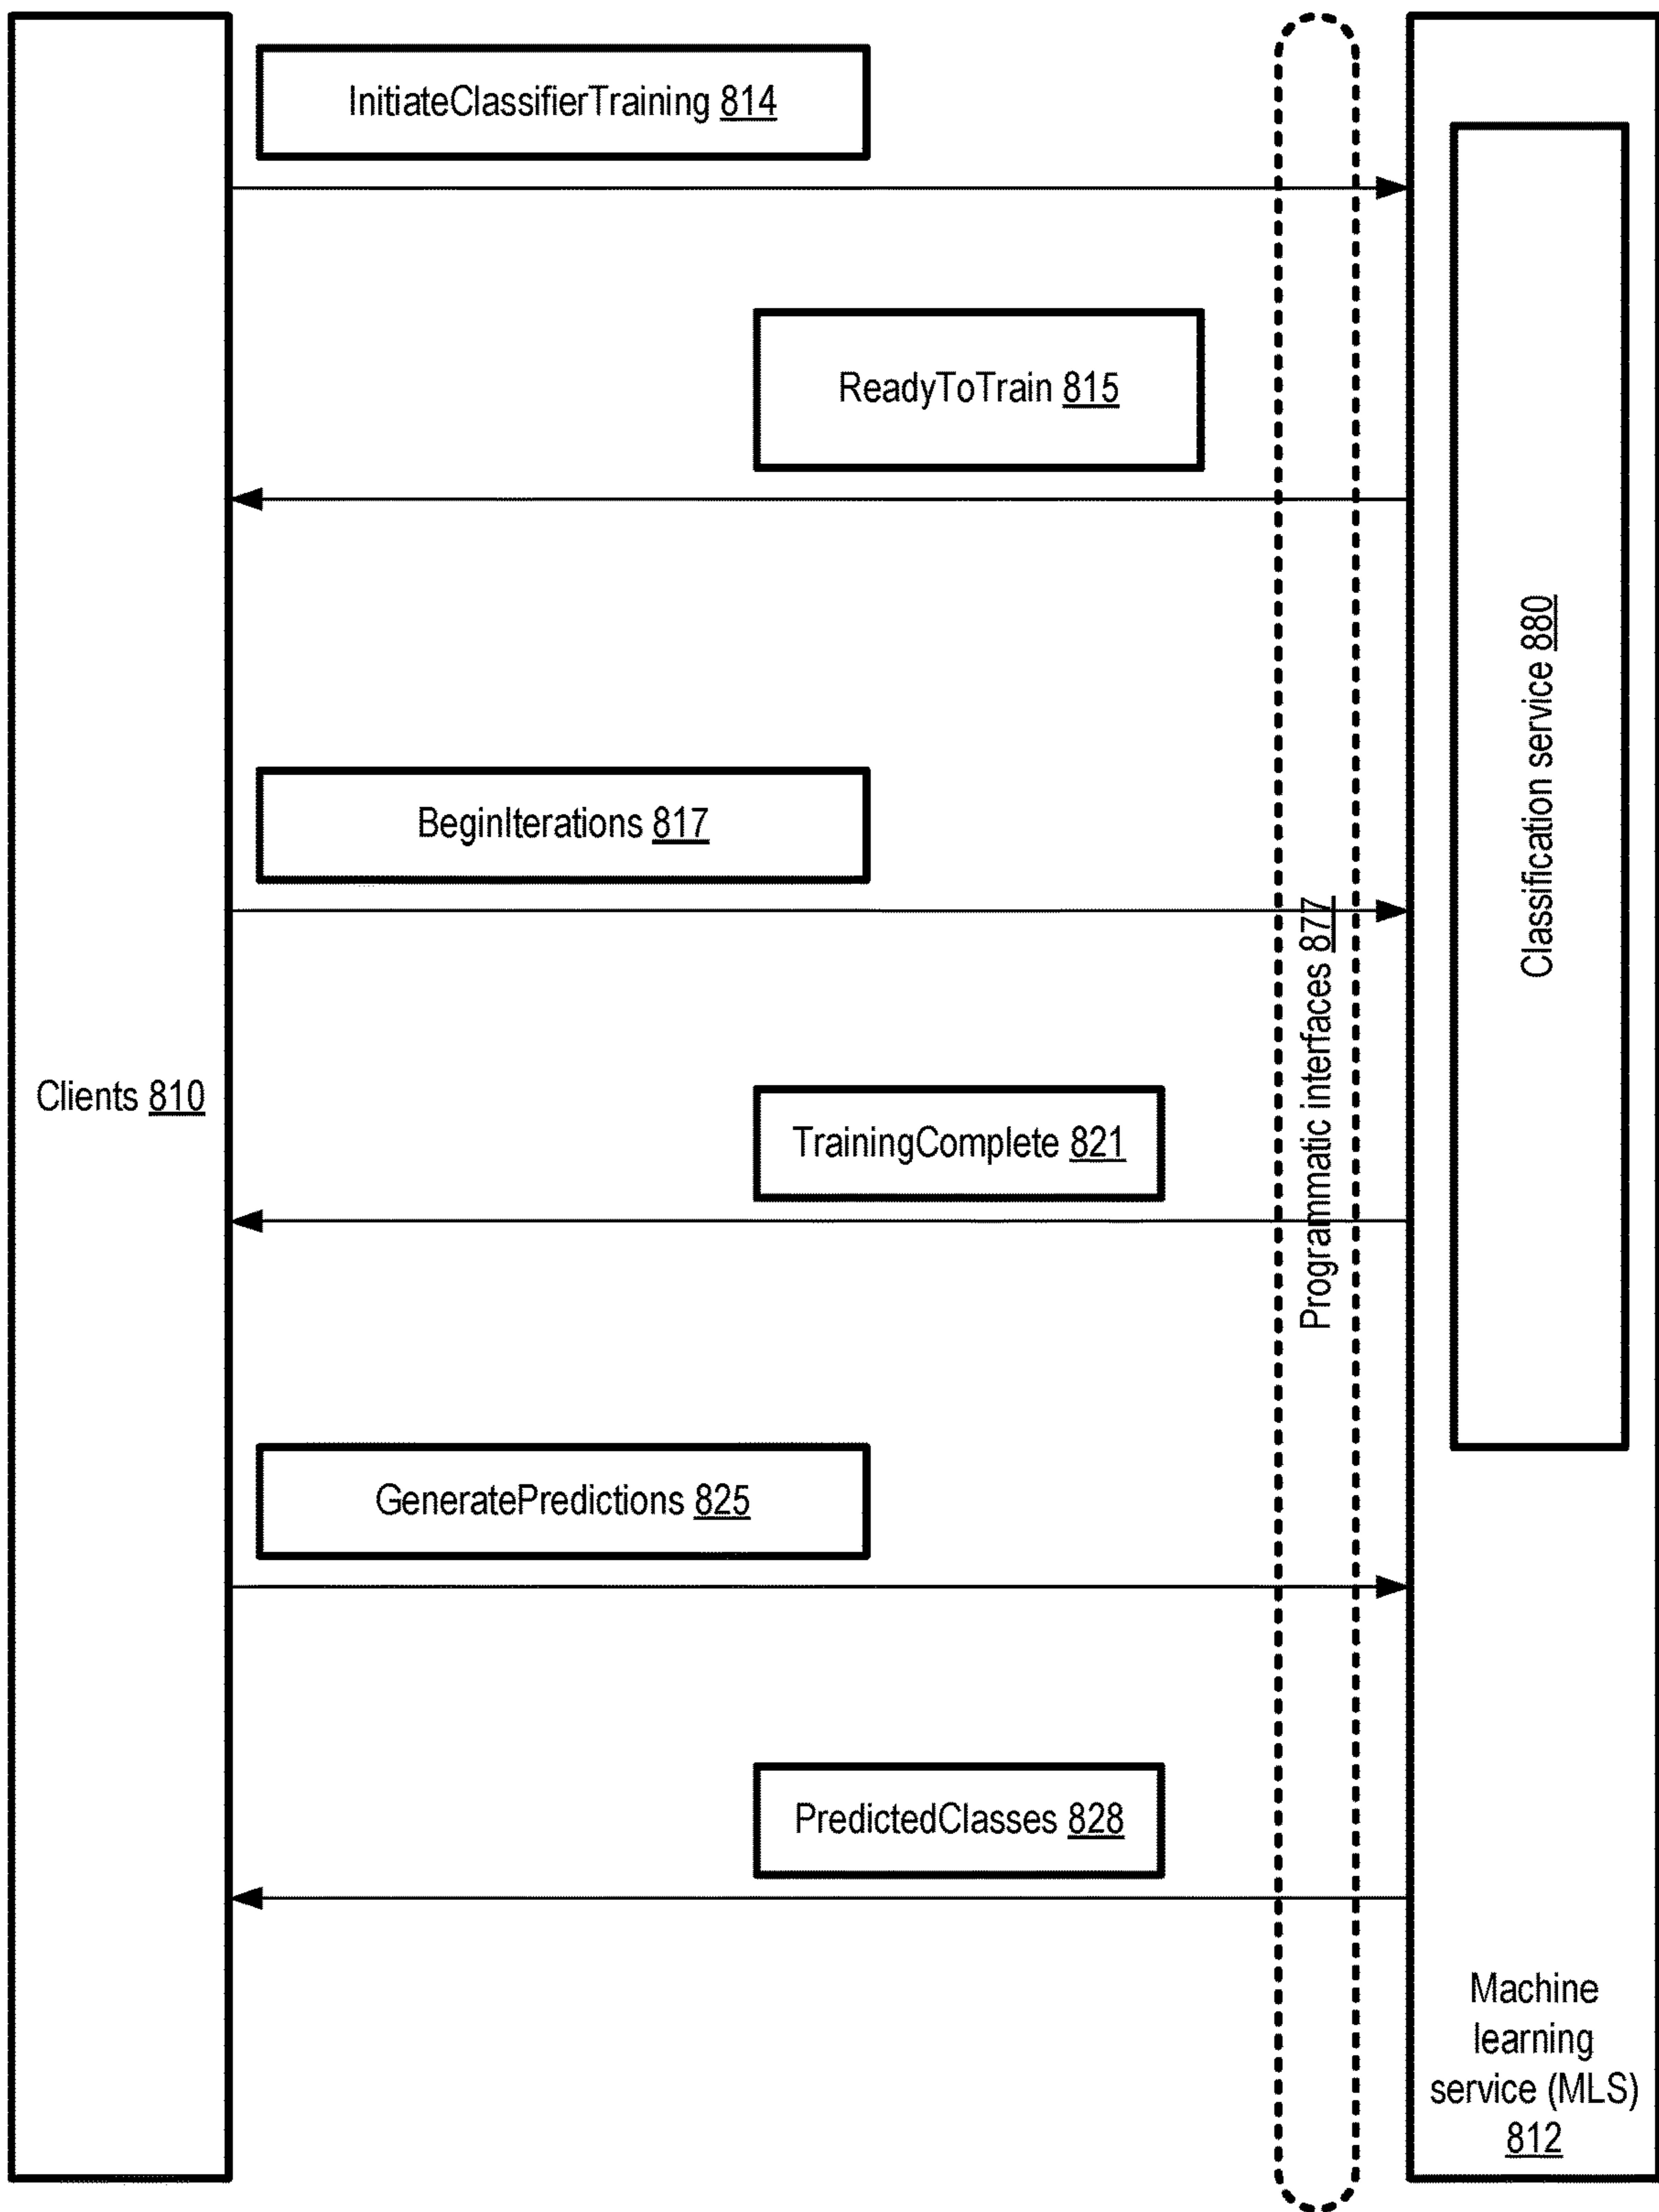 InitiateClassifierTraining 814
ReadyToTrain 815
Classification service 880
BeginIterations 817
Programmatic interfaces 877
Clients 810
TrainingComplete 821
GeneratePredictions 825
PredictedClasses 828
Machine
learning
service (MLS)
812